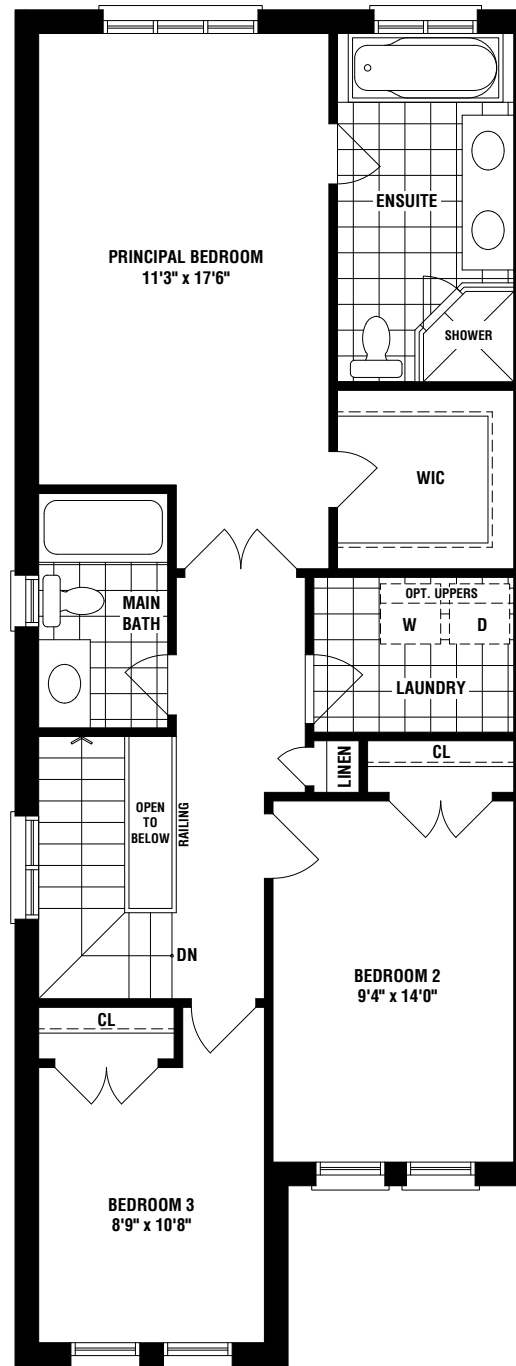 ENSUITE
PRINCIPAL BEDROOM
11'3" x 17'6"
SHOWER
WIC
MAIN
BATH
OPT. UPPERS
W
D
LAUNDRY
LINEN
CL
OPEN
TO
BELOW
RAILING
DN
BEDROOM 2
9'4" x 14'0"
CL
BEDROOM 3
8'9" x 10'8"